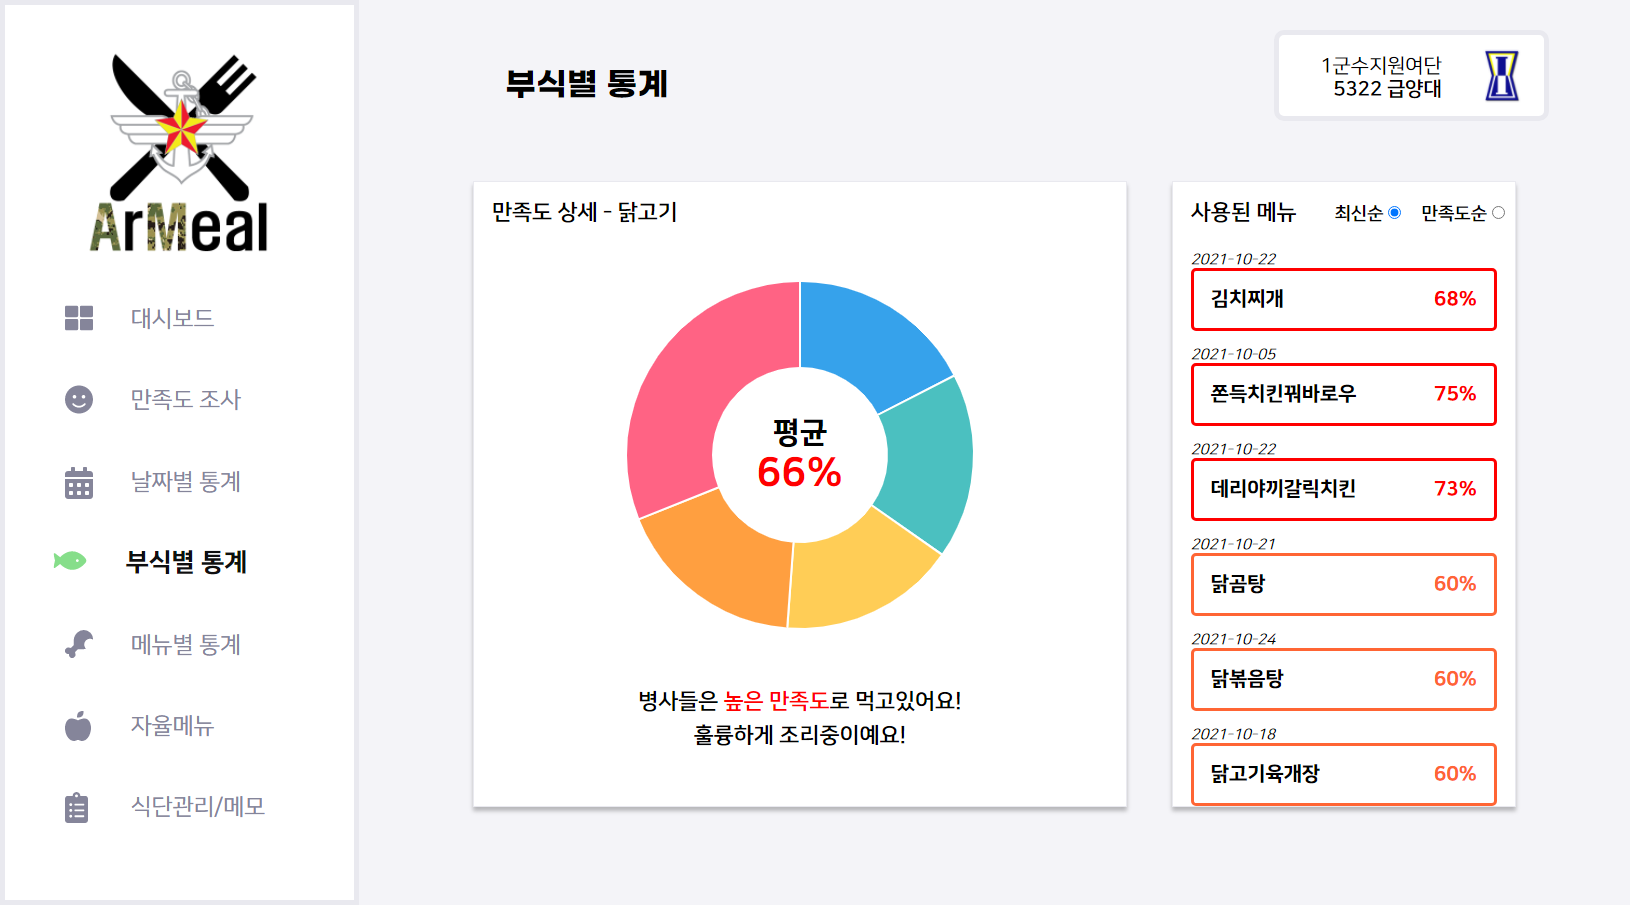 ArMeal
대시보드
만족도 조사
날짜별 통계
부식별 통계
메뉴별 통계
자율메뉴
식단관리/메모
부식별 통계
1군수지원여단
5322 급양대
만족도 상세 - 닭고기
평균
66%
병사들은 높은 만족도로 먹고있어요!
훌륭하게 조리중이예요!
사용된 메뉴 최신순 만족도순
2021-10-22
김치찌개 68%
2021-10-05
쫀득치킨꿔바로우 75%
2021-10-22
데리야끼갈릭치킨 73%
2021-10-21
닭곰탕 60%
2021-10-24
닭볶음탕 60%
2021-10-18
닭고기육개장 60%